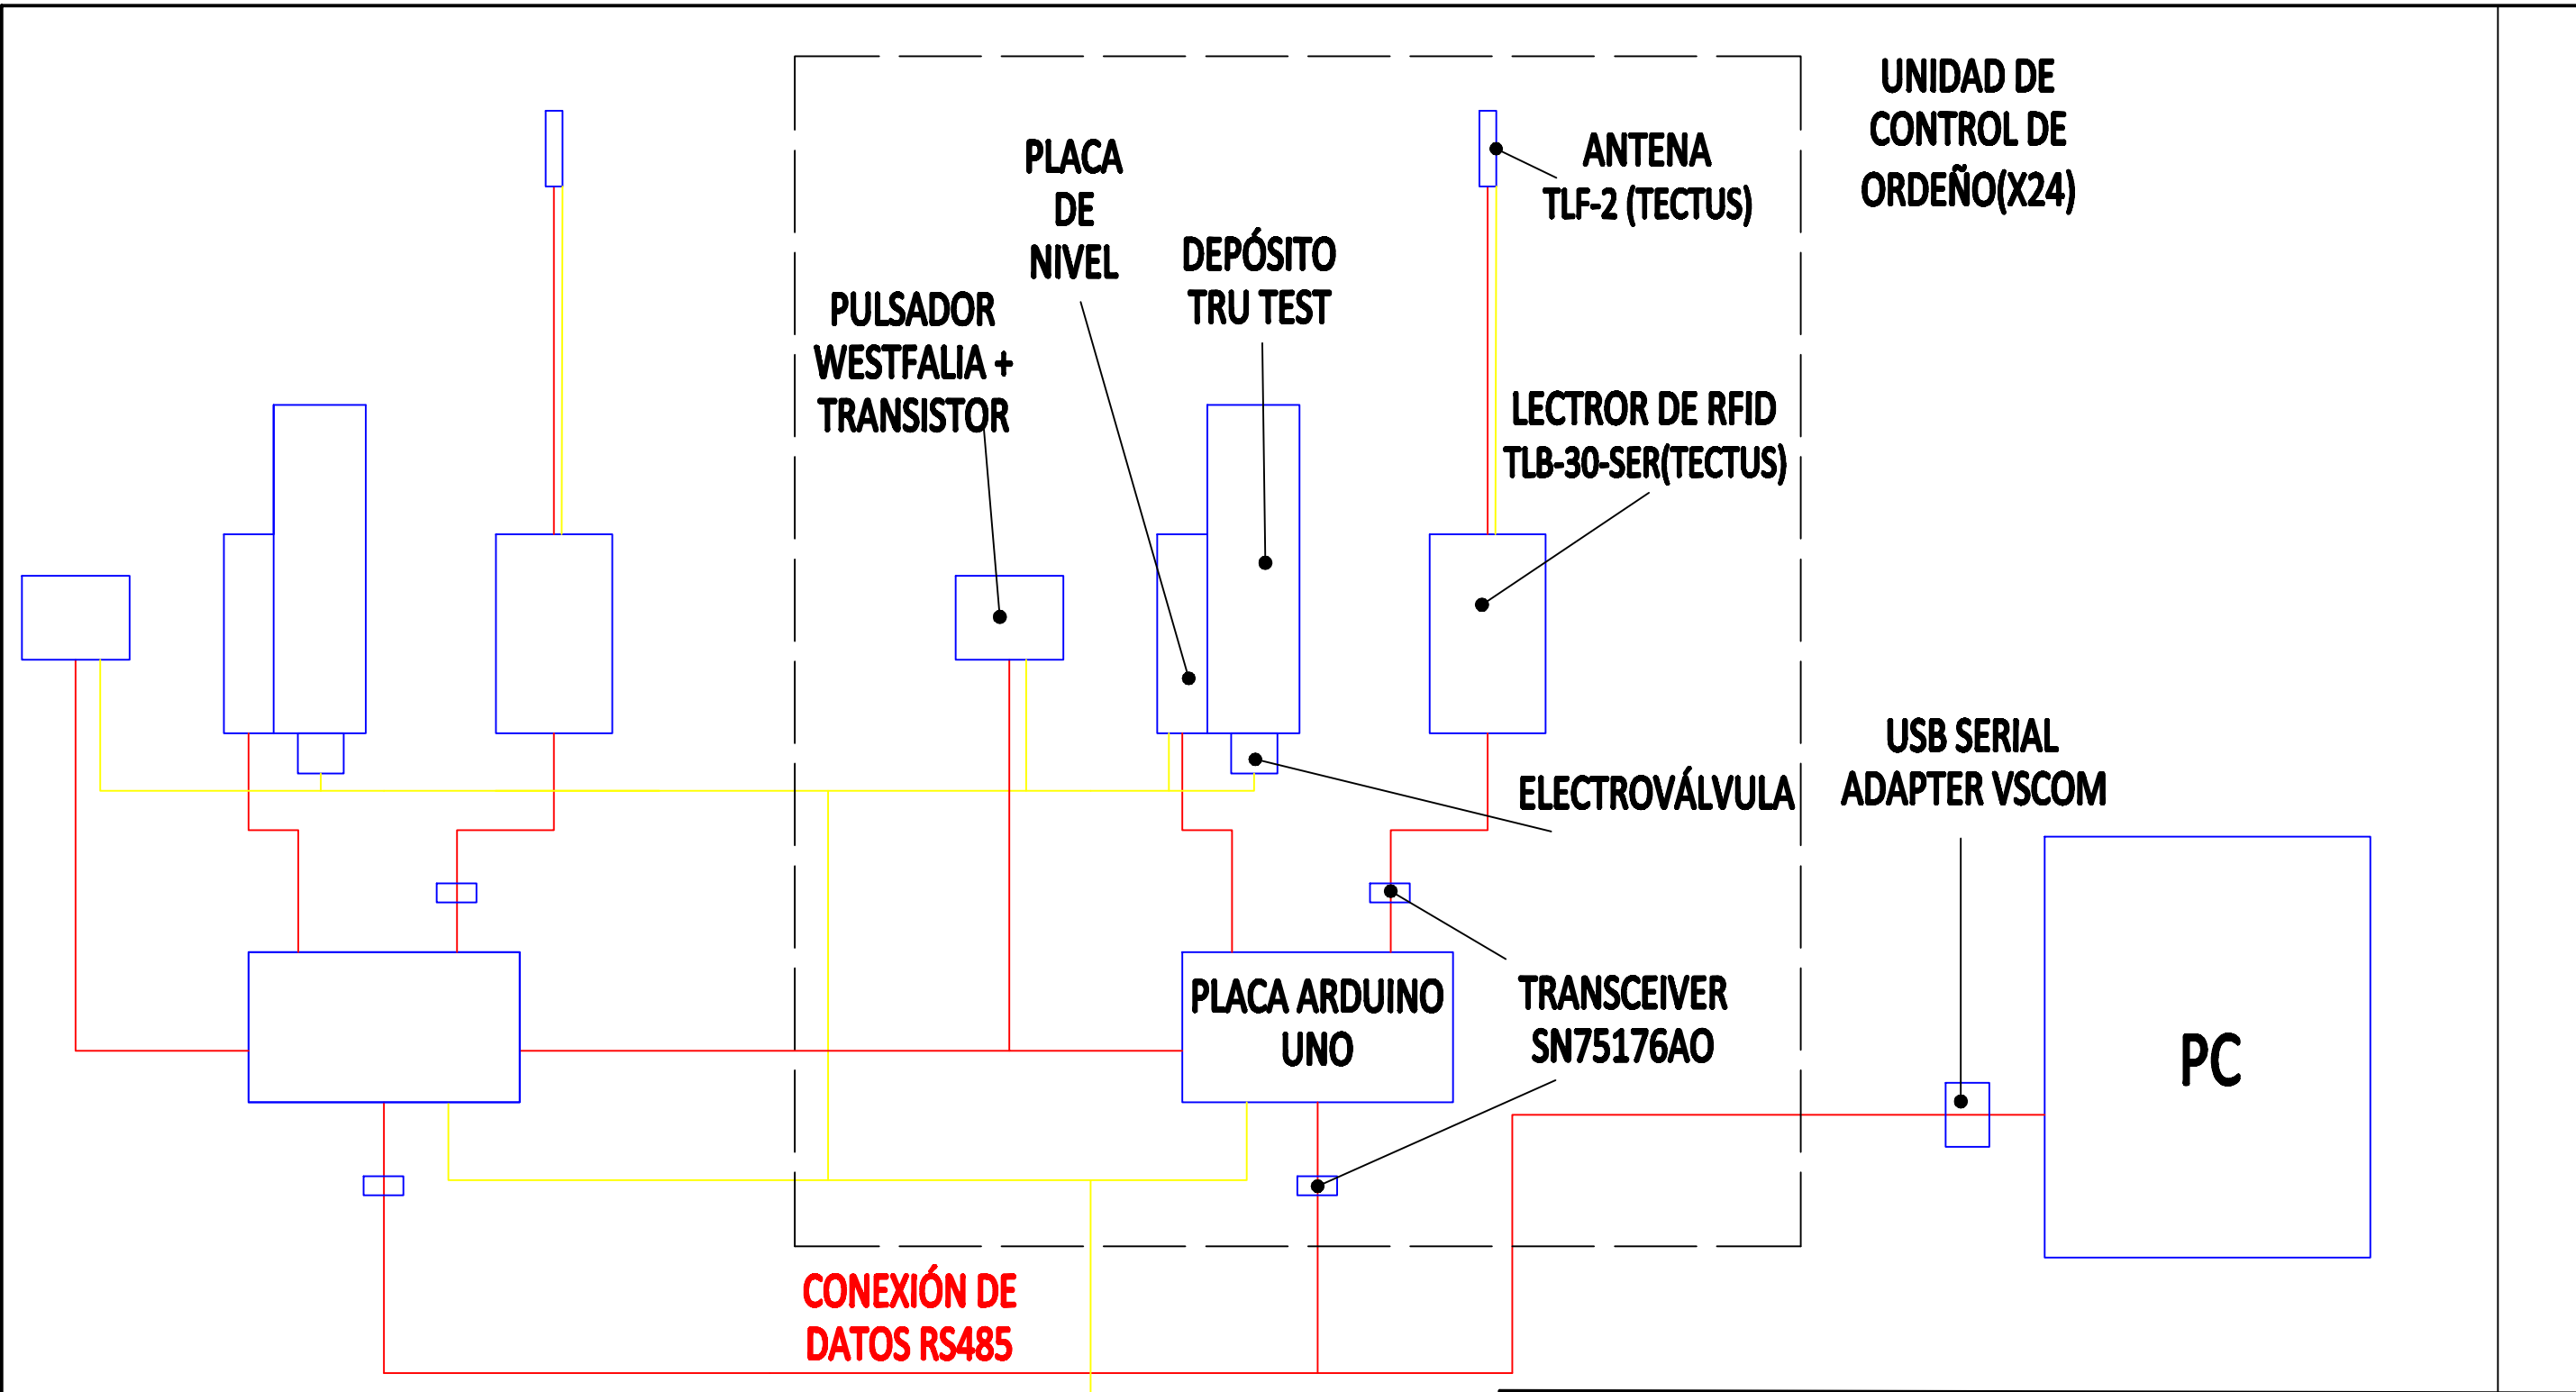 UNIDAD DE
CONTROL DE
ORDEÑO(X24)
ANTENA
TLF-2 (TECTUS)
PLACA
DE
NIVEL
DEPÓSITO
TRU TEST
PULSADOR
WESTFALIA +
TRANSISTOR
LECTROR DE RFID
TLB-30-SER(TECTUS)
ELECTROVÁLVULA
USB SERIAL
ADAPTER VSCOM
PLACA ARDUINO
UNO
TRANSCEIVER
SN75176AO
PC
CONEXIÓN DE
DATOS RS485